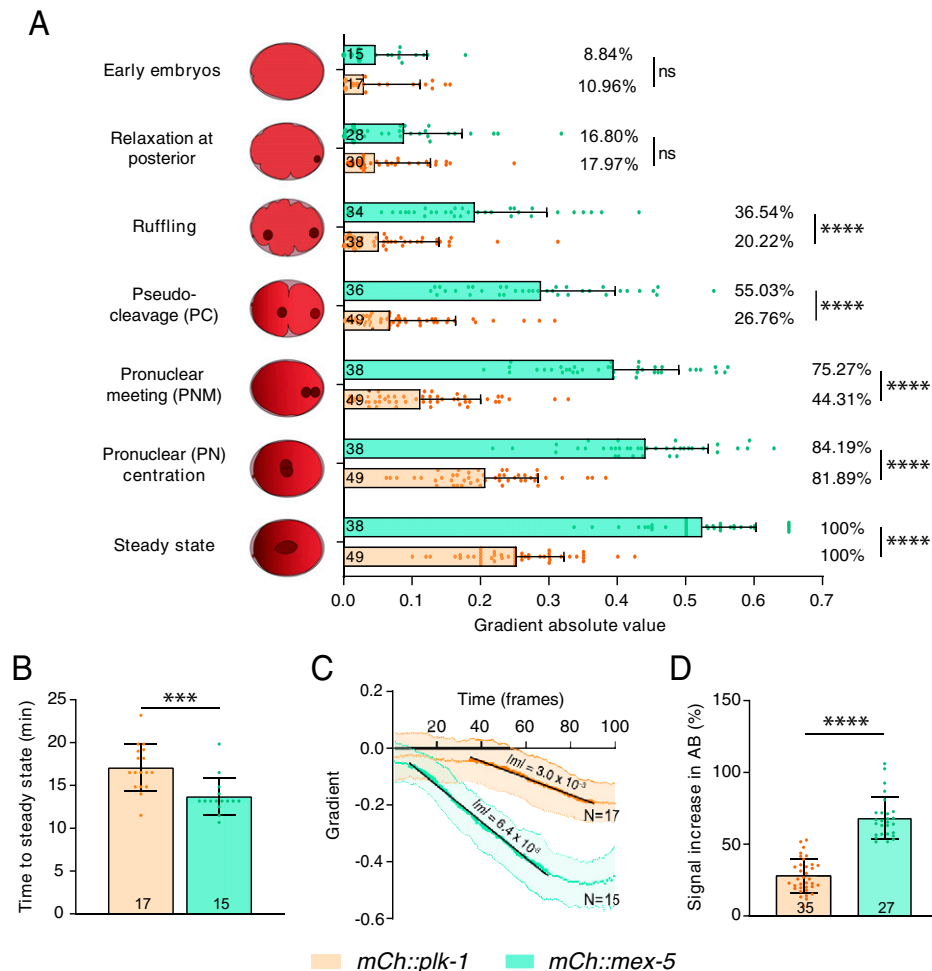 A
Early embryos
15
8.84%
17
10.96%
ns
Relaxation at
posterior
28
16.80%
30
17.97%
ns
Ruffling
34
36.54%
38
20.22%
****
Pseudo-
cleavage (PC)
36
55.03%
49
26.76%
****
Pronuclear
meeting (PNM)
38
75.27%
49
44.31%
****
Pronuclear (PN)
centration
38
84.19%
49
81.89%
****
Steady state
38
100%
49
100%
****
0.0 0.1 0.2 0.3 0.4 0.5 0.6 0.7
Gradient absolute value
B
Time to steady state (min)
25
20
15
10
5
0
***
17
15
C
Gradient
0.2
0.0
-0.2
-0.4
-0.6
Time (frames)
20 40 60 80 100
|m| = 3.0 x 10-3
N=17
|m| = 6.4 x 10-3
N=15
D
Signal increase in AB (%)
150
100
50
0
****
35
27
mCh::plk-1 mCh::mex-5